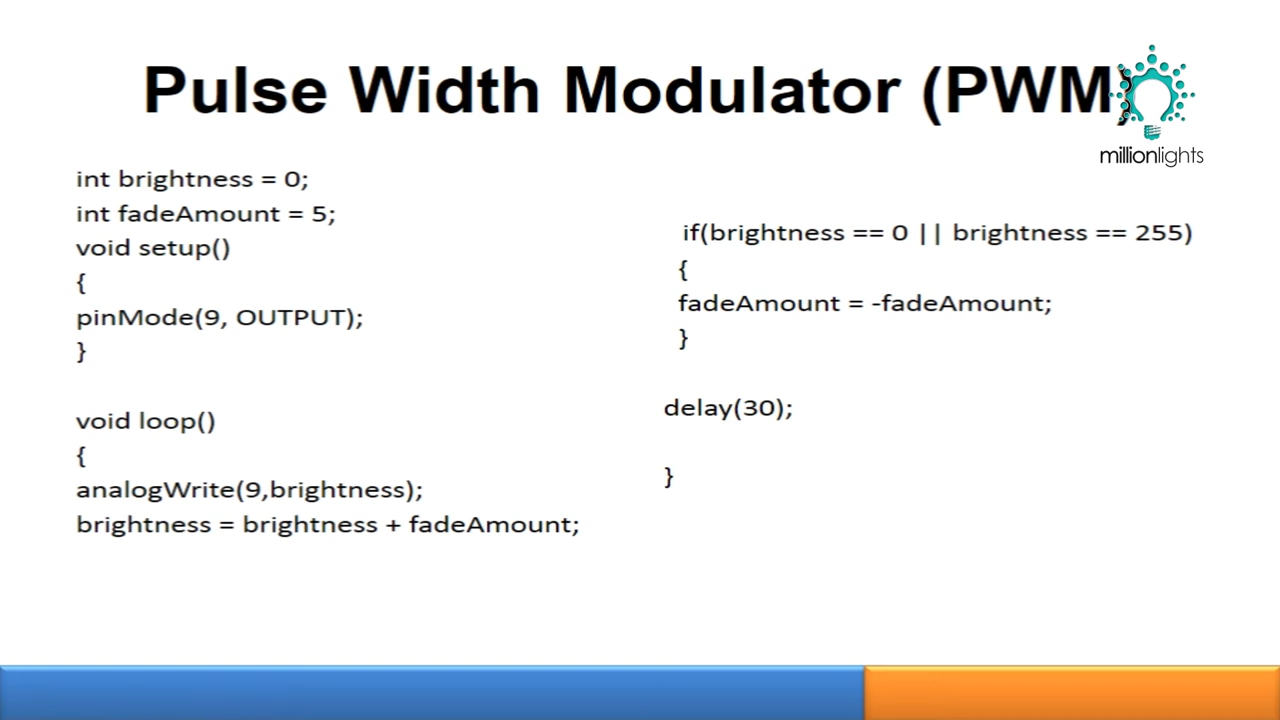 Pulse Width Modulator (PWM)
millionlights
int brightness = 0;
int fadeAmount = 5;
void setup()
{
pinMode(9, OUTPUT);
}
void loop()
{
analogWrite(9,brightness);
brightness = brightness + fadeAmount;
if(brightness == 0 || brightness == 255)
{
fadeAmount = -fadeAmount;
}
delay(30);
}